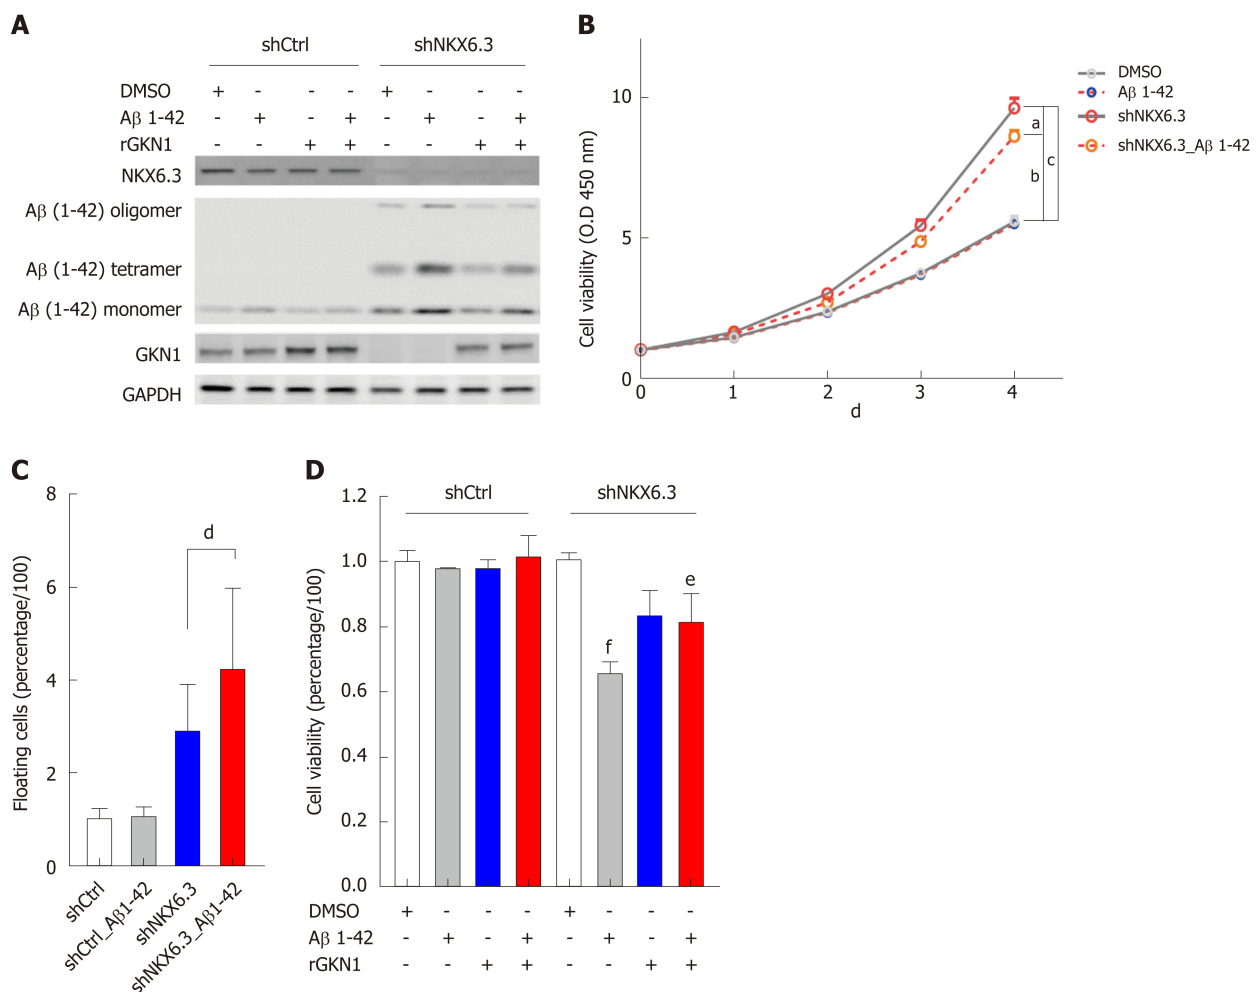 A
shCtrl shNKX6.3
DMSO + - - - + - - -
Aβ 1-42 - + - + - + - +
rGKN1 - - + + - - + +
NKX6.3
Aβ (1-42) oligomer
Aβ (1-42) tetramer
Aβ (1-42) monomer
GKN1
GAPDH
B
Cell viability (O.D 450 nm)
10
5
0
0 1 2 3 4
d
a
b
c
DMSO
Aβ 1-42
shNKX6.3
shNKX6.3_Aβ 1-42
C
Floating cells (percentage/100)
8
6
4
2
0
d
shCtrl
shCtrl_Aβ1-42
shNKX6.3
shNKX6.3_Aβ1-42
D
shCtrl shNKX6.3
Cell viability (percentage/100)
1.2
1.0
0.8
0.6
0.4
0.2
0.0
f
e
DMSO + - - - + - - -
Aβ 1-42 - + - + - + - +
rGKN1 - - + + - - + +